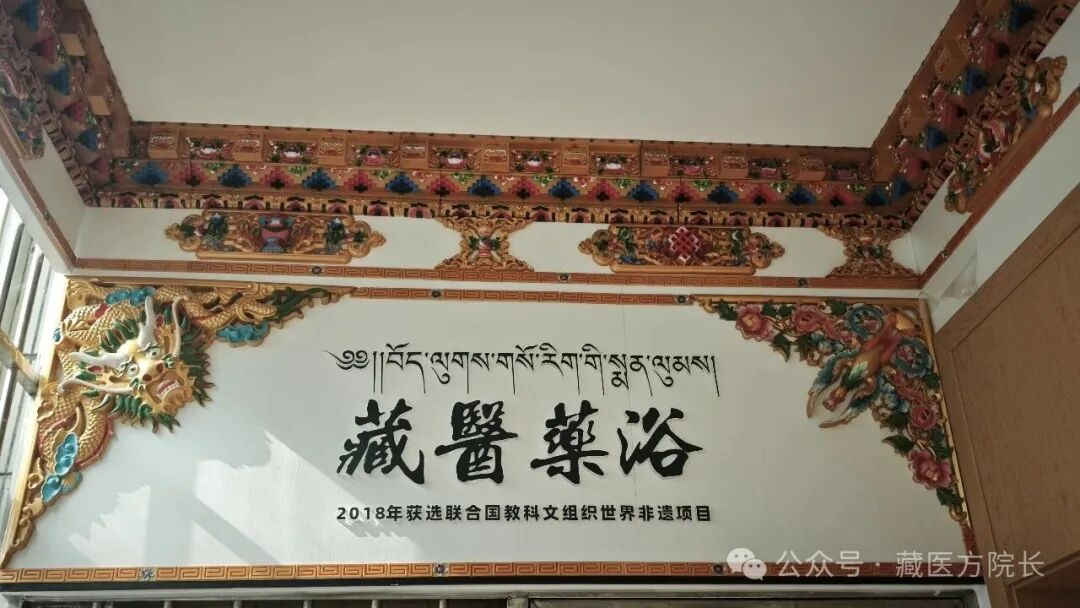 ༄༅།།བོད་ལུགས་གསོ་རིག་གི་སྨན་ལུམས།
藏醫藥浴
2018年获选联合国教科文组织世界非遗项目
公众号·藏医方院长